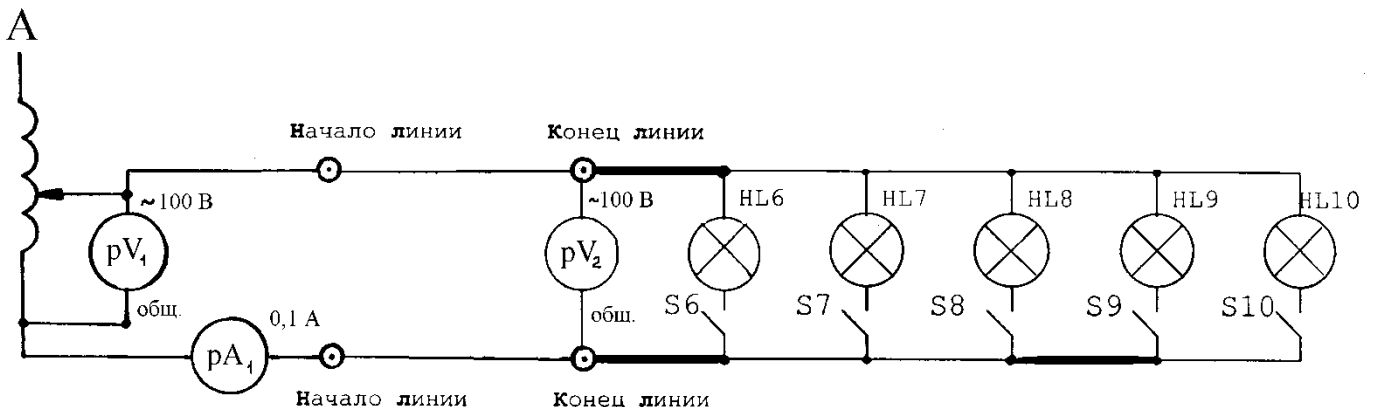 A
Начало линии
Конец линии
~100 В
~100 В
HL6
HL7
HL8
HL9
HL10
pV₁
pV₂
общ.
общ.
S6
S7
S8
S9
S10
0,1 А
pA₁
Начало линии
Конец линии